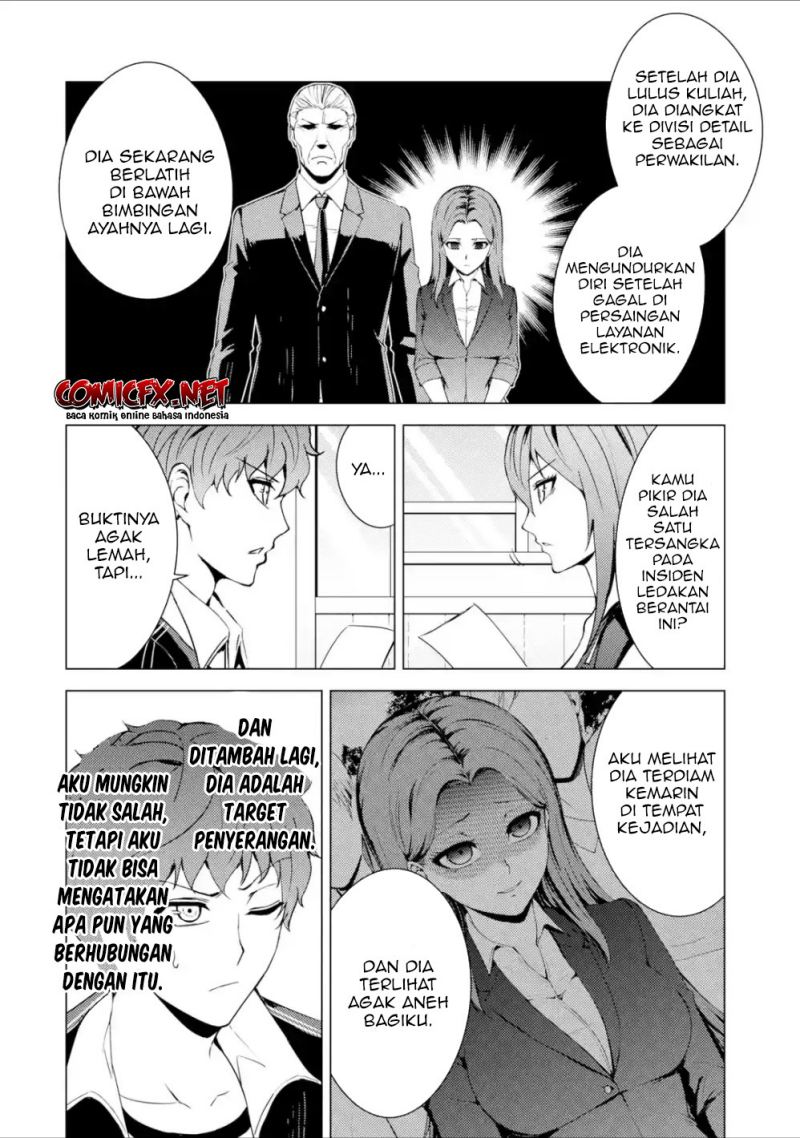 SETELAH DIA
LULUS KULIAH,
DIA DIANGKAT
KE DIVISI DETAIL
SEBAGAI
PERWAKILAN.
DIA
MENGUNDURKAN
DIRI SETELAH
GAGAL DI
PERSAINGAN
LAYANAN
ELEKTRONIK.
DIA SEKARANG
BERLATIH
DI BAWAH
BIMBINGAN
AYAHNYA LAGI.
COMICFX.NET
Baca komik online bahasa indonesia
KAMU
PIKIR DIA
SALAH
SATU
TERSANGKA
PADA
INSIDEN
LEDAKAN
BERANTAI
INI?
YA...
BUKTINYA
AGAK
LEMAH,
TAPI...
AKU MELIHAT
DIA TERDIAM
KEMARIN
DI TEMPAT
KEJADIAN,
DAN DIA
TERLIHAT
AGAK ANEH
BAGIKU.
DAN
DITAMBAH LAGI,
DIA ADALAH
TARGET
PENYERANGAN.
AKU MUNGKIN
TIDAK SALAH,
TETAPI AKU
TIDAK BISA
MENGATAKAN
APA PUN YANG
BERHUBUNGAN
DENGAN ITU.